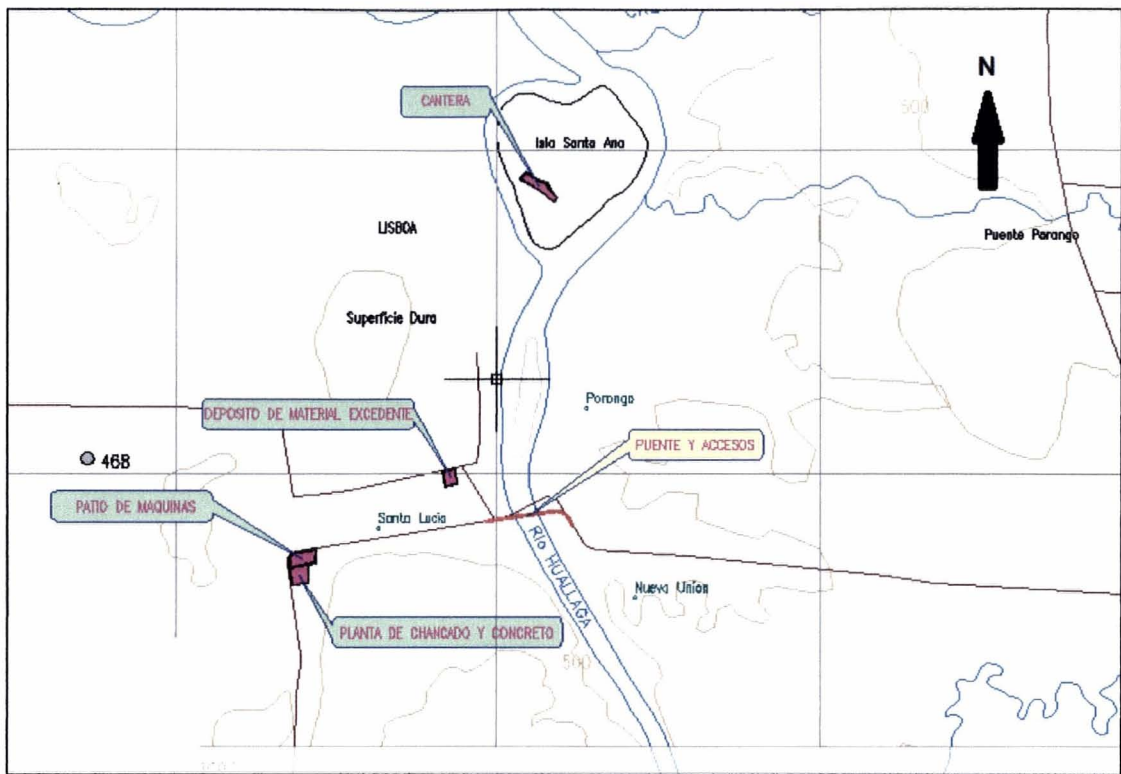 N
CANTERA
500
Isla Santa Ana
LISBOA
Puente Porongo
Superficie Dura
Porongo
DEPOSITO DE MATERIAL EXCEDENTE
PUENTE Y ACCESOS
468
PATIO DE MAQUINAS
Santa Lucia
RIO HUALLAGA
Nueva Union
PLANTA DE CHANCADO Y CONCRETO
500